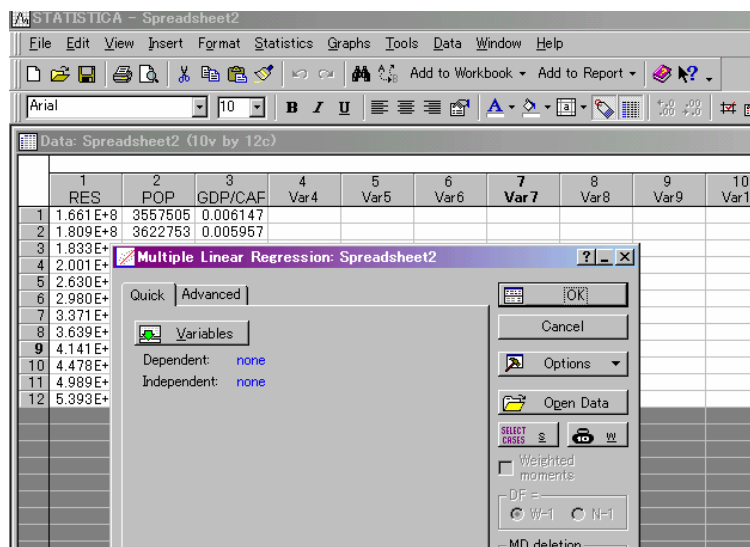 STATISTICA - Spreadsheet2
File Edit View Insert Format Statistics Graphs Tools Data Window Help
Add to Workbook Add to Report
Arial 10 B I U A a
Data: Spreadsheet2 (10v by 12c)
1 2 3 4 5 6 7 8 9 10
RES POP GDP/CAF Var4 Var5 Var6 Var7 Var8 Var9 Var1
1 1.661E+8 3557505 0.006147
2 1.809E+8 3622753 0.005957
3 1.833E+
4 2.001E+
5 2.630E+
6 2.980E+
7 3.371E+
8 3.639E+
9 4.141E+
10 4.478E+
11 4.989E+
12 5.393E+
Multiple Linear Regression: Spreadsheet2
Quick Advanced
Variables
Dependent: none
Independent: none
OK
Cancel
Options
Open Data
SELECT CASES S W
Weighted moments
DF =
W-1 N-1
MD deletion